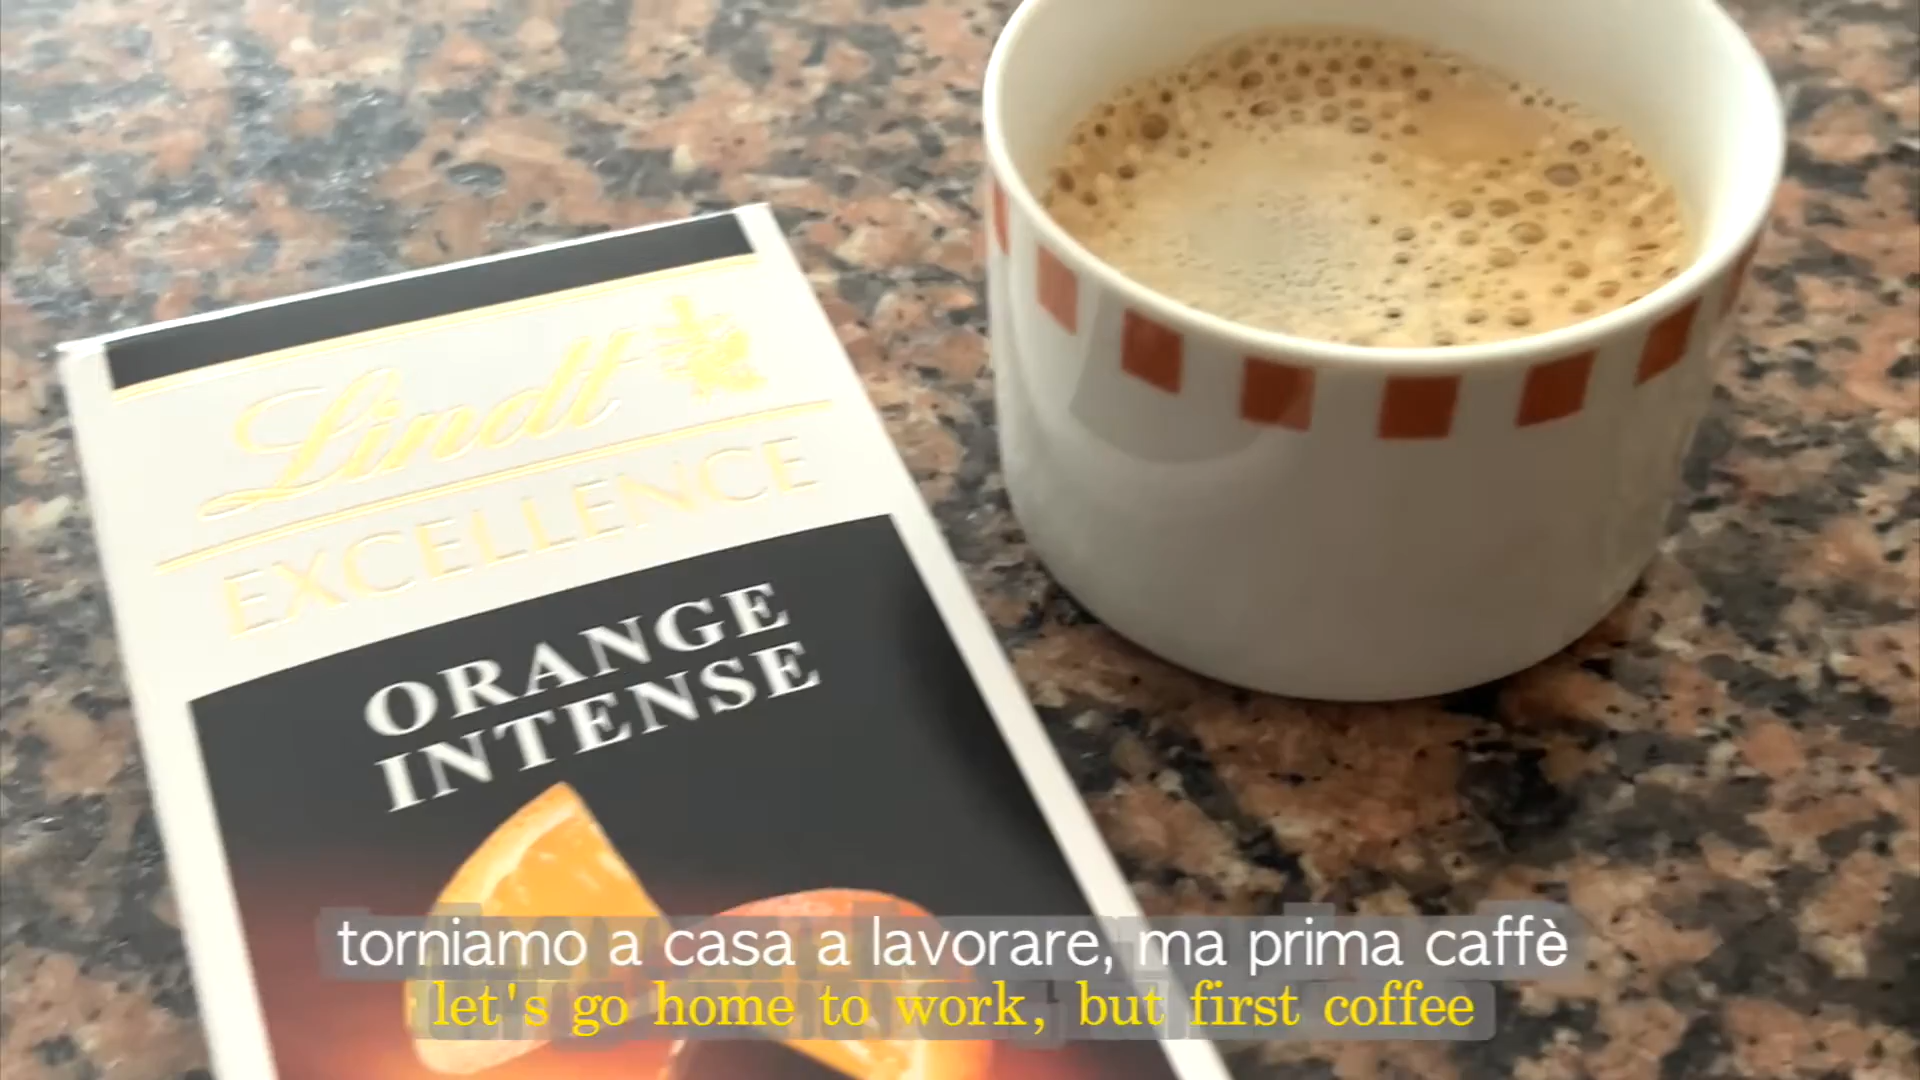 Lindt
EXCELLENCE
ORANGE
INTENSE
torniamo a casa a lavorare, ma prima caffè
let's go home to work, but first coffee